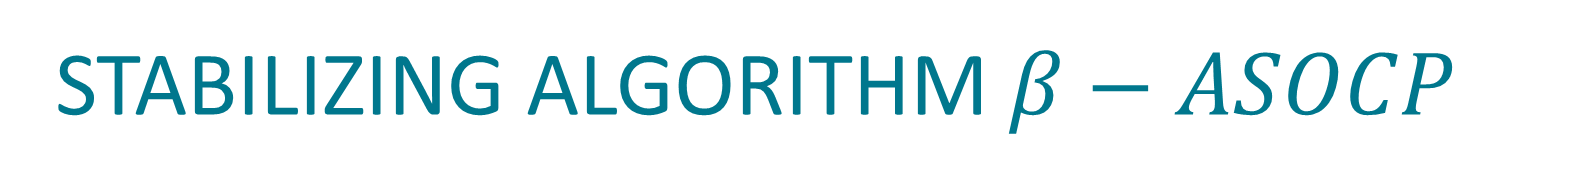 STABILIZING ALGORITHM β − ASOCP